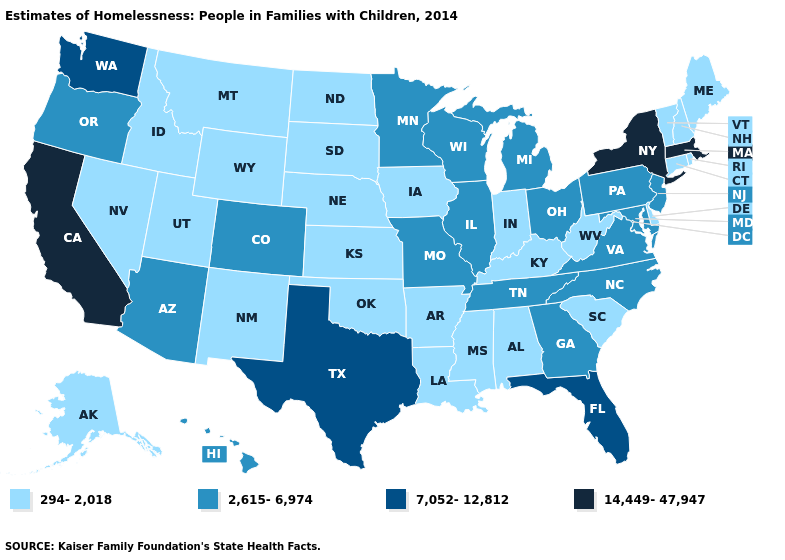 Estimates of Homelessness: People in Families with Children, 2014
WA
OR
CA
ID
NV
MT
WY
UT
AZ
CO
NM
ND
SD
NE
KS
OK
TX
MN
IA
MO
AR
LA
WI
IL
MI
IN
OH
KY
TN
MS
AL
GA
FL
SC
NC
VA
WV
PA
NY
ME
VT
NH
MA
RI
CT
NJ
DE
MD
DC
AK
HI
294- 2,018
2,615- 6,974
7,052- 12,812
14,449- 47,947
SOURCE: Kaiser Family Foundation's State Health Facts.